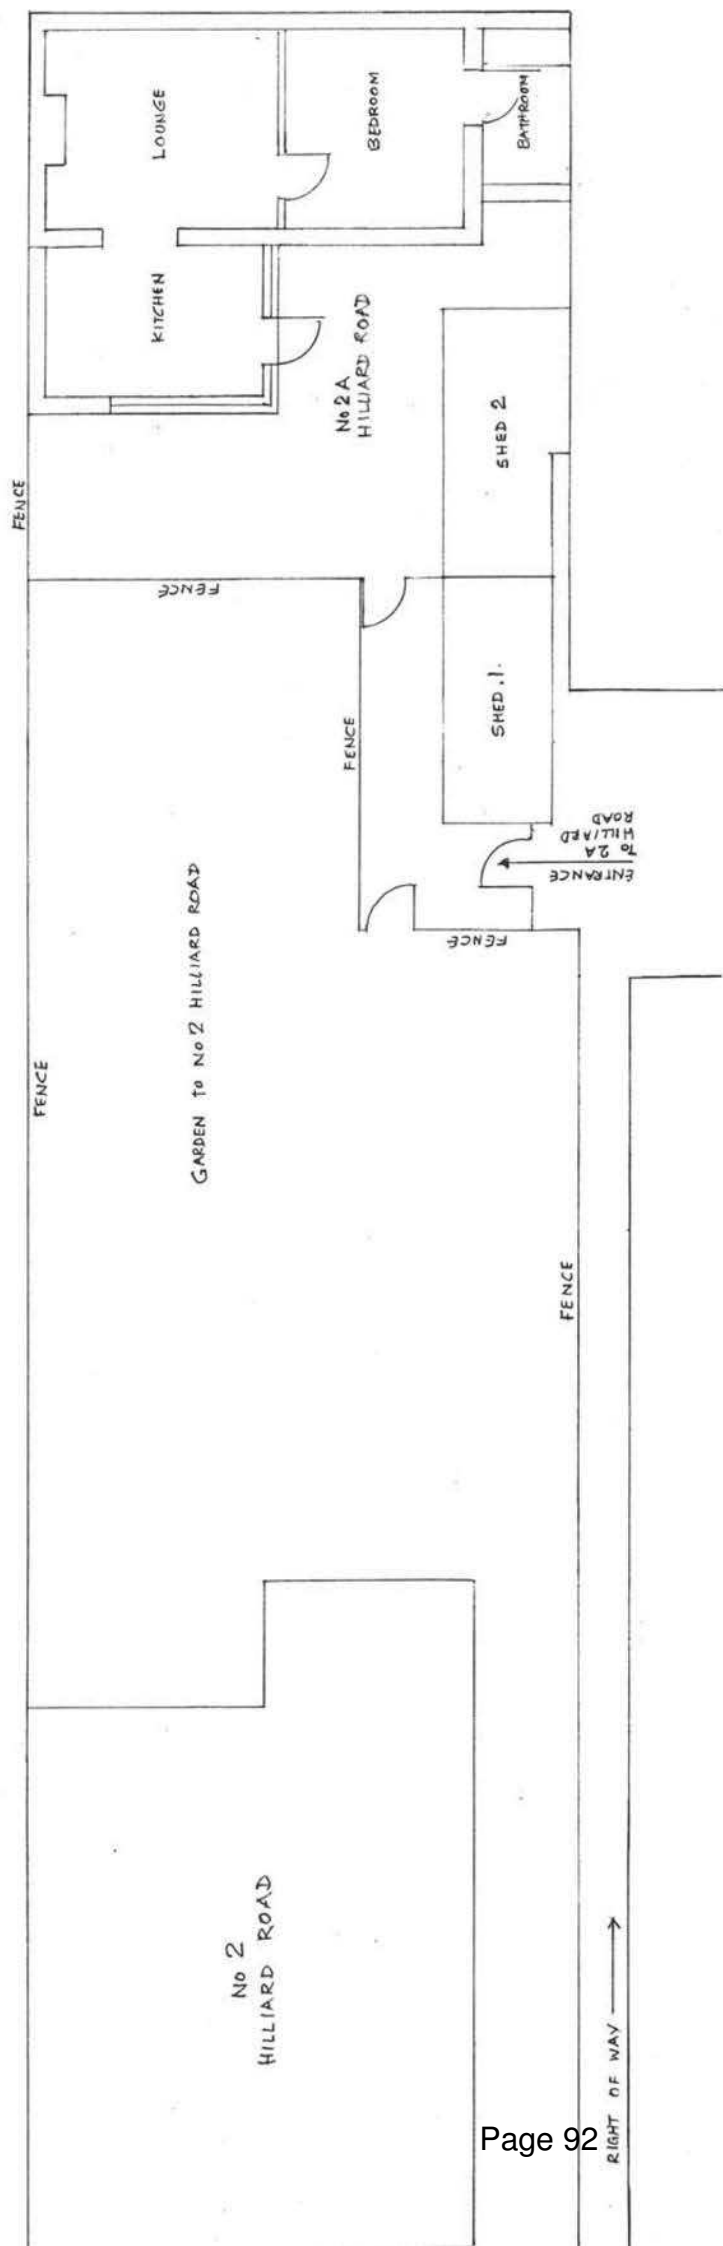 LOUNGE
BEDROOM
BATHROOM
KITCHEN
No 2A
HILLIARD ROAD
SHED 2
FENCE
FENCE
SHED .1.
FENCE
ENTRANCE
To 2A
HILLIARD
ROAD
FENCE
GARDEN to No 2 HILLIARD ROAD
FENCE
FENCE
No 2
HILLIARD ROAD
RIGHT OF WAY
Page 92